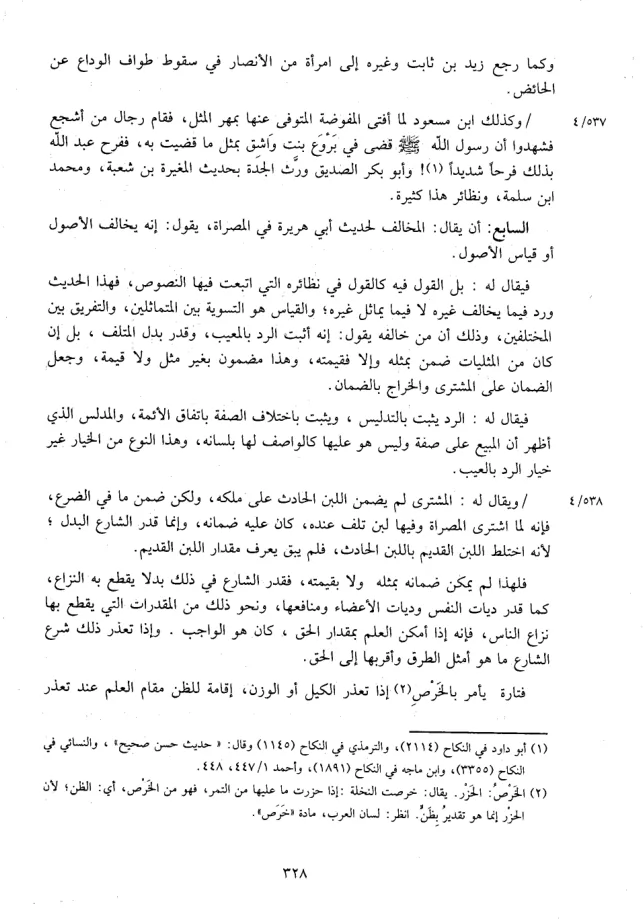 وكما رجع زيد بن ثابت وغيره إلى امرأة من الأنصار في سقوط طواف الوداع عن
الحائض.
٤/٥٣٧ / وكذلك ابن مسعود لما أفتى المفوضة المتوفى عنها بمهر المثل، فقام رجال من أشجع
فشهدوا أن رسول الله ﷺ قضى في بَرْوَع بنت وَاشِق بمثل ما قضيت به، ففرح عبد الله
بذلك فرحاً شديداً (١)! وأبو بكر الصديق ورَّث الجدة بحديث المغيرة بن شعبة، ومحمد
ابن سلمة، ونظائر هذا كثيرة.
السابع: أن يقال: المخالف لحديث أبي هريرة في المصراة، يقول: إنه يخالف الأصول
أو قياس الأصول.
فيقال له : بل القول فيه كالقول في نظائره التي اتبعت فيها النصوص، فهذا الحديث
ورد فيما يخالف غيره لا فيما يماثل غيره؛ والقياس هو التسوية بين المتماثلين، والتفريق بين
المختلفين، وذلك أن من خالفه يقول: إنه أثبت الرد بالمعيب، وقدر بدل المتلف ، بل إن
كان من المثليات ضمن بمثله وإلا فقيمته، وهذا مضمون بغير مثل ولا قيمة، وجعل
الضمان على المشترى والخراج بالضمان.
فيقال له : الرد يثبت بالتدليس ، ويثبت باختلاف الصفة باتفاق الأئمة، والمدلس الذي
أظهر أن المبيع على صفة وليس هو عليها كالواصف لها بلسانه، وهذا النوع من الخيار غير
خيار الرد بالعيب.
٤/٥٣٨ / ويقال له : المشترى لم يضمن اللبن الحادث على ملكه، ولكن ضمن ما في الضرع،
فإنه لما اشترى المصراة وفيها لبن تلف عنده، كان عليه ضمانه، وإنما قدر الشارع البدل ؛
لأنه اختلط اللبن القديم باللبن الحادث، فلم يبق يعرف مقدار اللبن القديم.
فلهذا لم يمكن ضمانه بمثله ولا بقيمته، فقدر الشارع في ذلك بدلا يقطع به النزاع،
كما قدر ديات النفس وديات الأعضاء ومنافعها، ونحو ذلك من المقدرات التي يقطع بها
نزاع الناس، فإنه إذا أمكن العلم بمقدار الحق ، كان هو الواجب . وإذا تعذر ذلك شرع
الشارع ما هو أمثل الطرق وأقربها إلى الحق.
فتارة يأمر بالخَرْص(٢) إذا تعذر الكيل أو الوزن، إقامة للظن مقام العلم عند تعذر
(١) أبو داود في النكاح (٢١١٤)، والترمذي في النكاح (١١٤٥) وقال: « حديث حسن صحيح» ، والنسائي في
النكاح (٣٣٥٥)، وابن ماجه في النكاح (١٨٩١)، وأحمد ٤٤٧/١، ٤٤٨.
(٢) الخَرْصُ: الحَزْر. يقال: خرصت النخلة :إذا حزرت ما عليها من التمر، فهو من الخَرْص، أي: الظن؛ لأن
الحزْر إنما هو تقديرُ بِظَنٍّ. انظر: لسان العرب، مادة «خَرَص».
٣٢٨